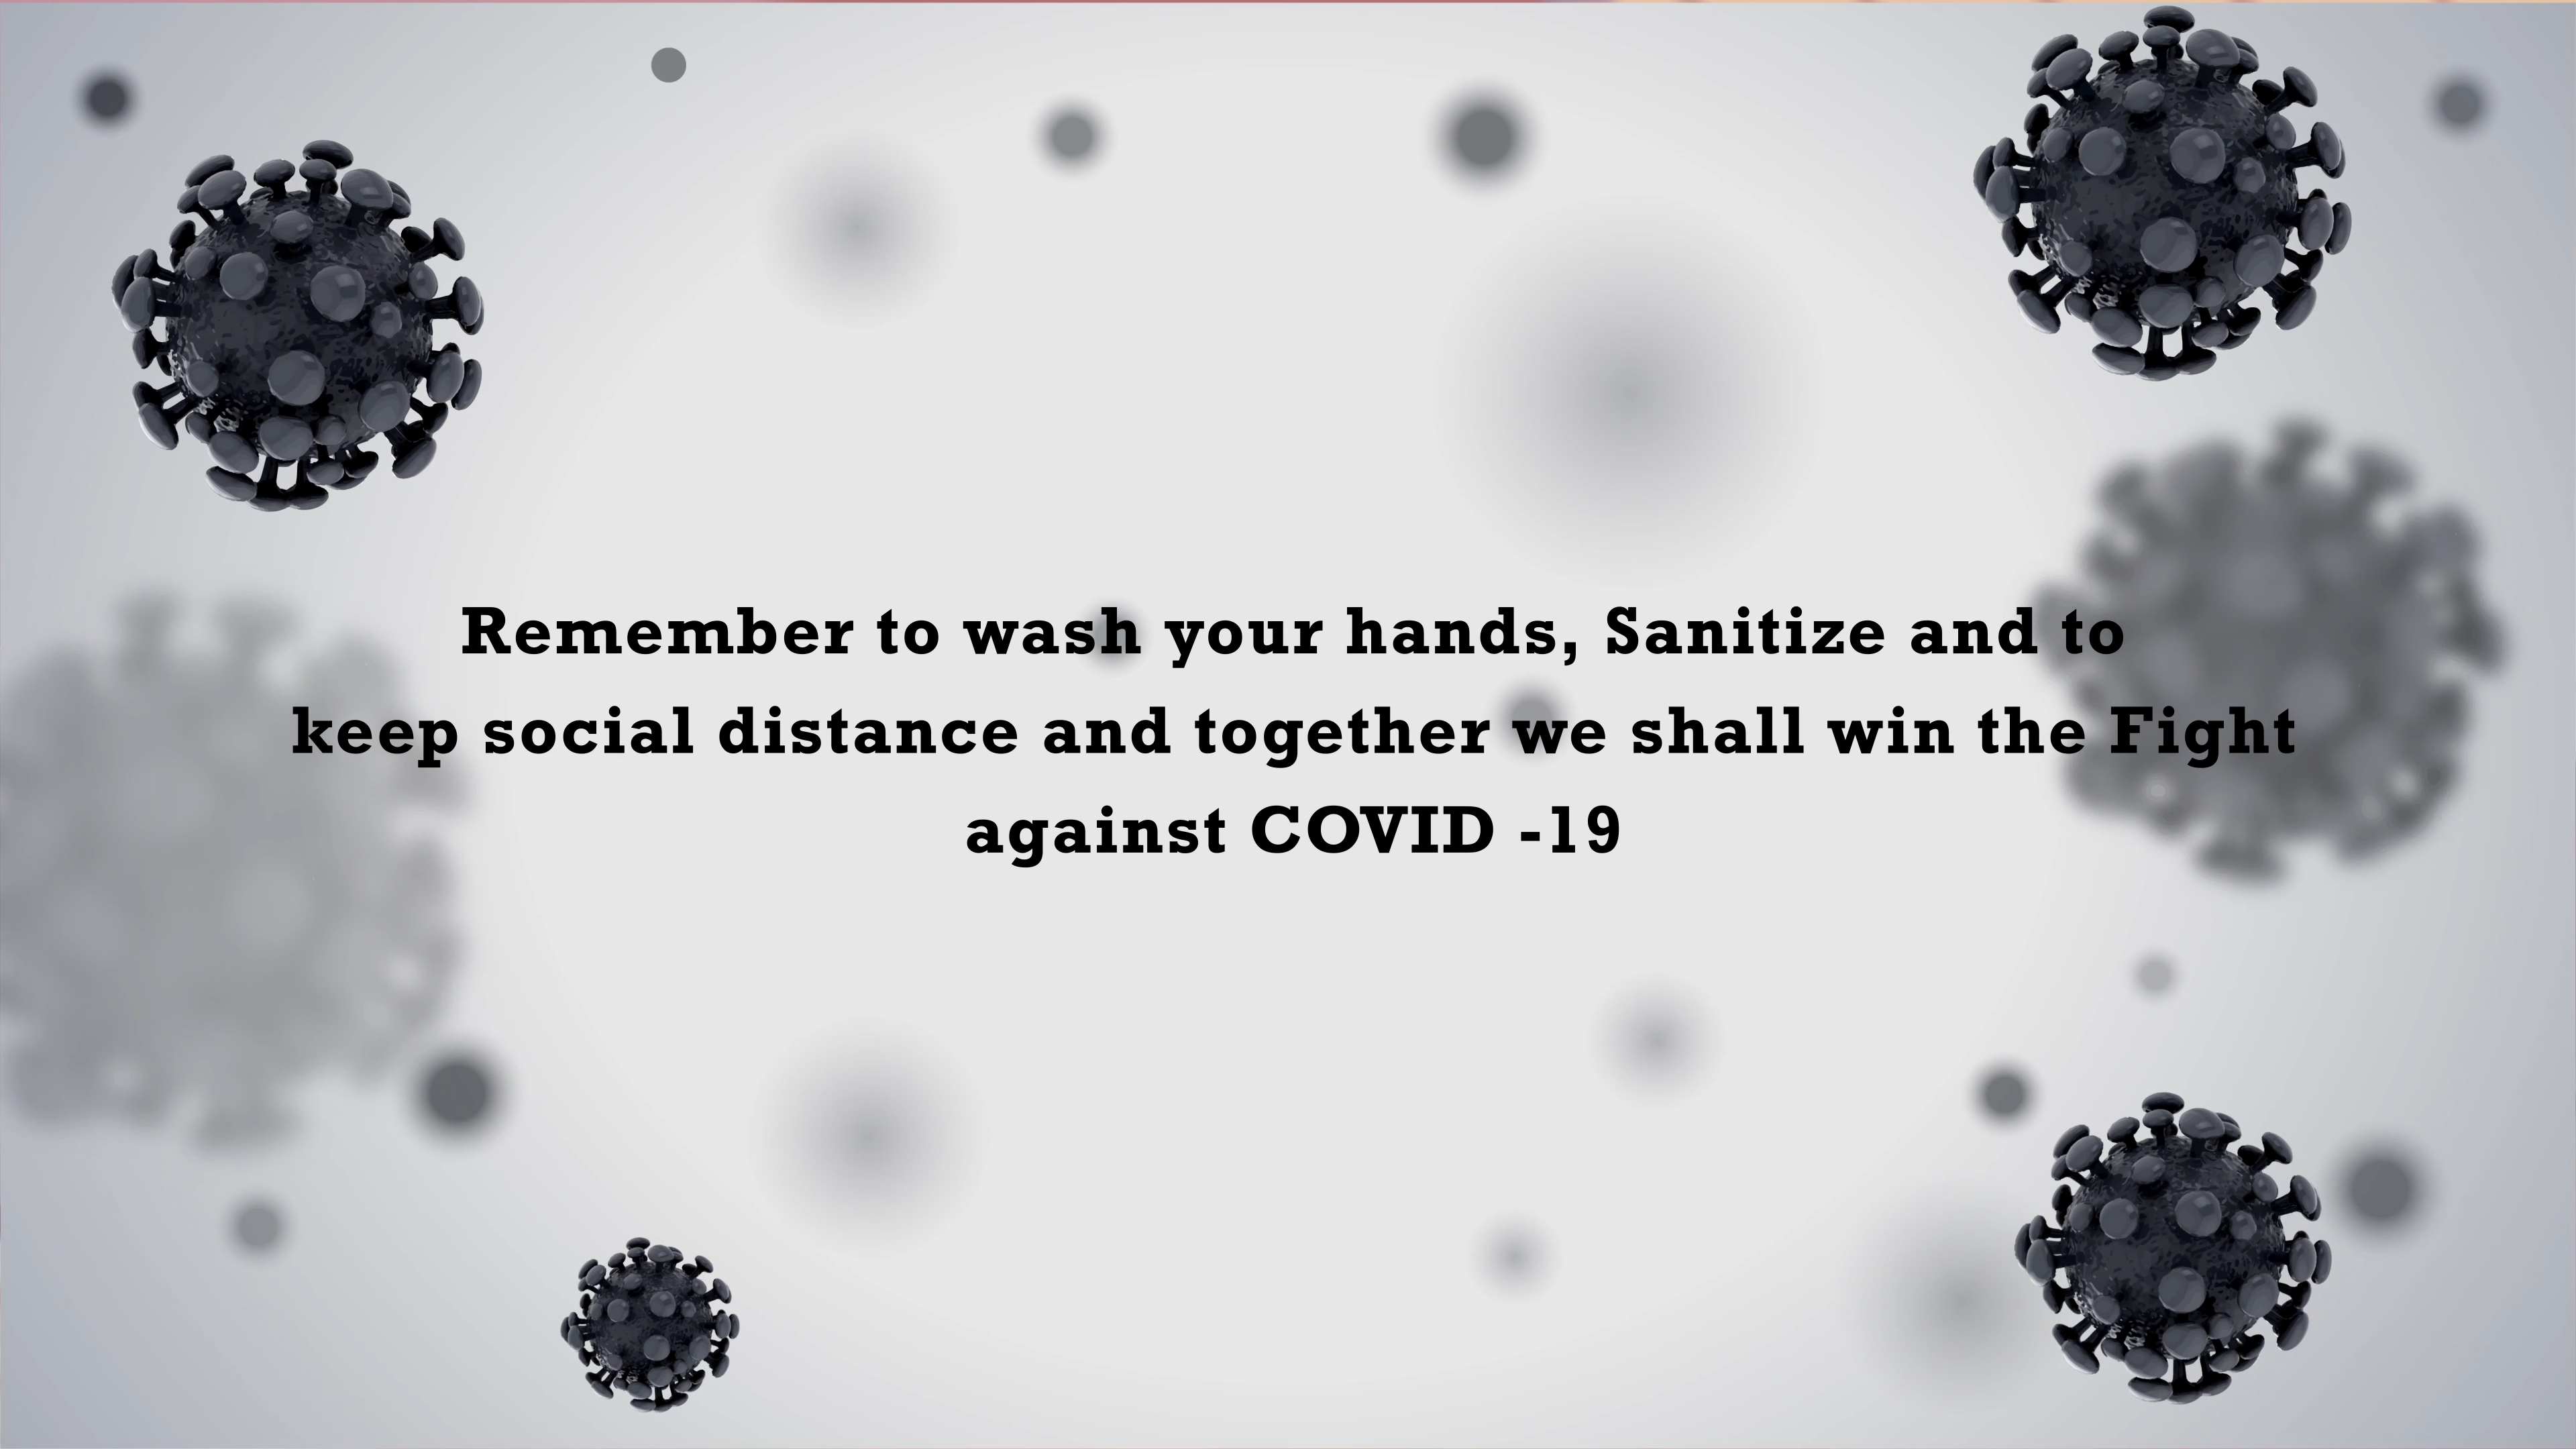 Remember to wash your hands, Sanitize and to
keep social distance and together we shall win the Fight
against COVID -19